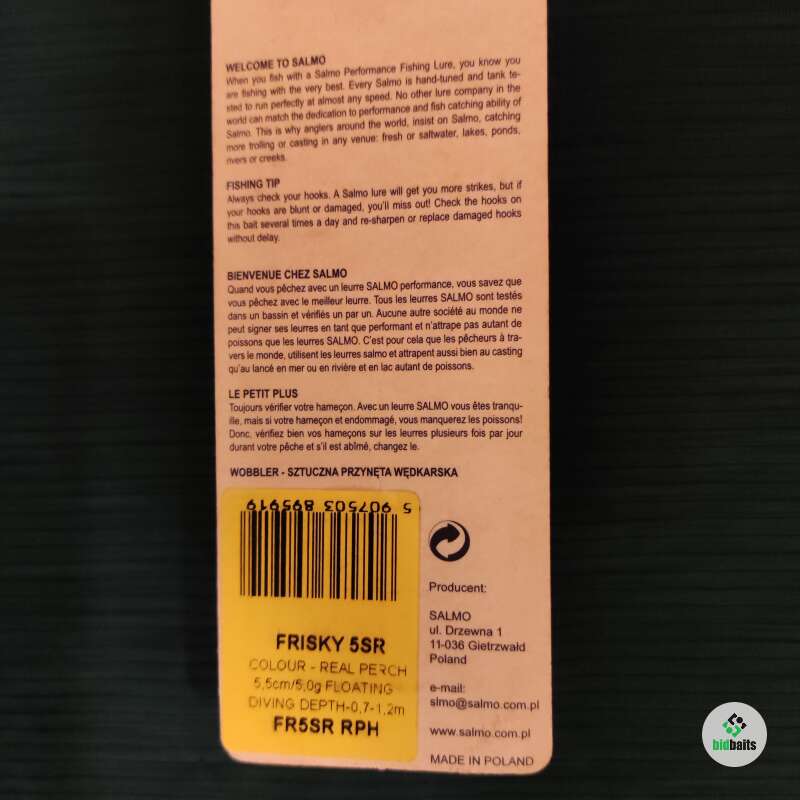 WELCOME TO SALMO
When you fish with a Salmo Performance Fishing Lure, you know you
are fishing with the very best. Every Salmo is hand-tuned and tank te-
sted to run perfectly at almost any speed. No other lure company in the
world can match the dedication to performance and fish catching ability of
Salmo. This is why anglers around the world, insist on Salmo, catching
more trolling or casting in any venue: fresh or saltwater, lakes, ponds,
rivers or creeks.
FISHING TIP
Always check your hooks. A Salmo lure will get you more strikes, but if
your hooks are blunt or damaged, you'll miss out! Check the hooks on
this bait several times a day and re-sharpen or replace damaged hooks
without delay.
BIENVENUE CHEZ SALMO
Quand vous pêchez avec un leurre SALMO performance, vous savez que
vous pêchez avec le meilleur leurre. Tous les leurres SALMO sont testés
dans un bassin et vérifiés un par un. Aucune autre société au monde ne
peut signer ses leurres en tant que performant et n'attrape pas autant de
poissons que les leurres SALMO. C'est pour cela que les pêcheurs à tra-
vers le monde, utilisent les leurres salmo et attrapent aussi bien au casting
qu'au lancé en mer ou en rivière et en lac autant de poissons.
LE PETIT PLUS
Toujours vérifier votre hameçon. Avec un leurre SALMO vous êtes tranqu-
ille, mais si votre hameçon et endommagé, vous manquerez les poissons!
Donc, vérifiez bien vos hameçons sur les leurres plusieurs fois par jour
durant votre pêche et s'il est abîmé, changez le.
WOBBLER - SZTUCZNA PRZYNĘTA WĘDKARSKA
5 907503 895919
FRISKY 5SR
COLOUR - REAL PERCH
5,5cm/5,0g FLOATING
DIVING DEPTH-0,7-1,2m
FR5SR RPH
Producent:
SALMO
ul. Drzewna 1
11-036 Gietrzwałd
Poland
e-mail:
slmo@salmo.com.pl
www.salmo.com.pl
MADE IN POLAND
bidbaits